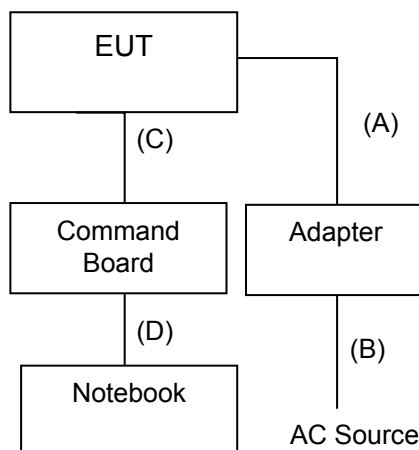 EUT
(A)
(C)
Command
Board
Adapter
(D)
(B)
Notebook
AC Source